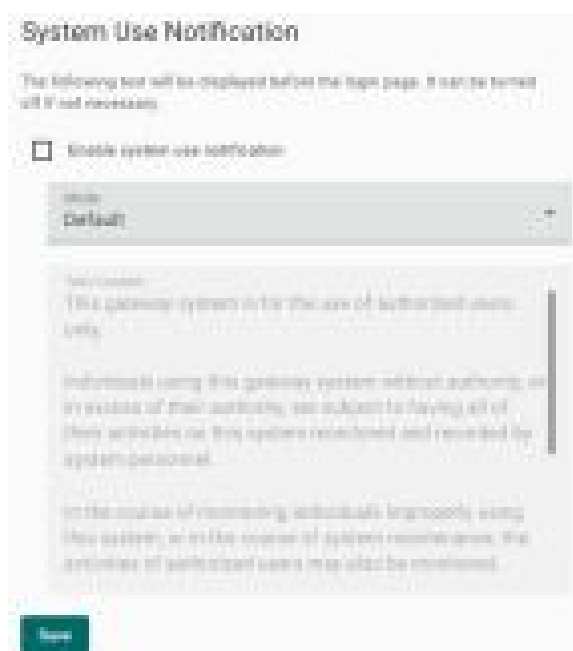 System Use Notification
The following text will be displayed before the login page. It can be turned
off if not necessary.
Enable system use notification
Mode
Default
This gateway system is for the use of authorized users
only.
Individuals using this gateway system without authority, or
in excess of their authority, are subject to having all of
their activities on this system monitored and recorded by
system personnel.
In the course of monitoring individuals improperly using
this system, or in the course of system maintenance, the
activities of authorized users may also be monitored.
Save